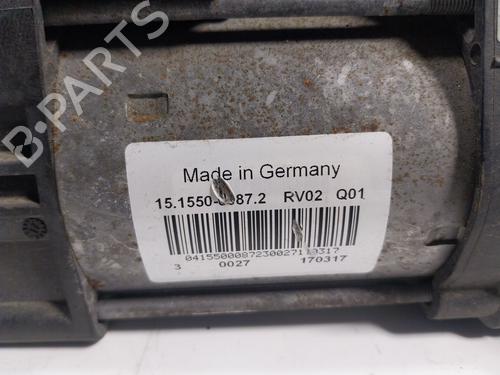 B-PARTS
Made in Germany
RV02 Q01
3 0027 170317